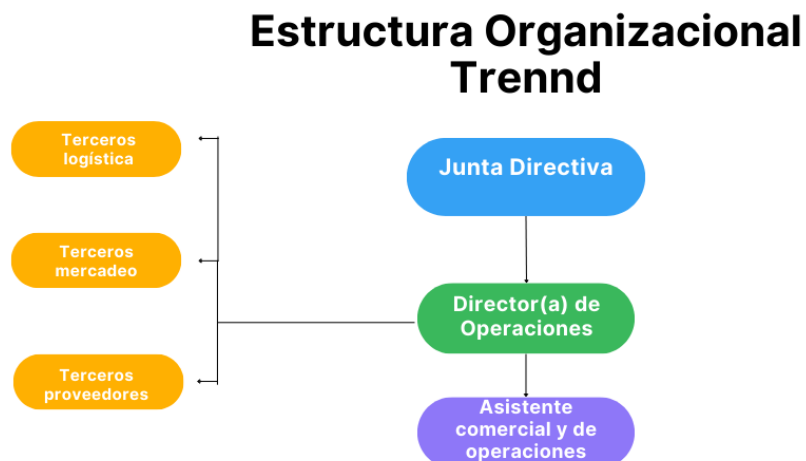 Estructura Organizacional
Trennd
Terceros
logística
Junta Directiva
Terceros
mercadeo
Director(a) de
Operaciones
Terceros
proveedores
Asistente
comercial y de
operaciones